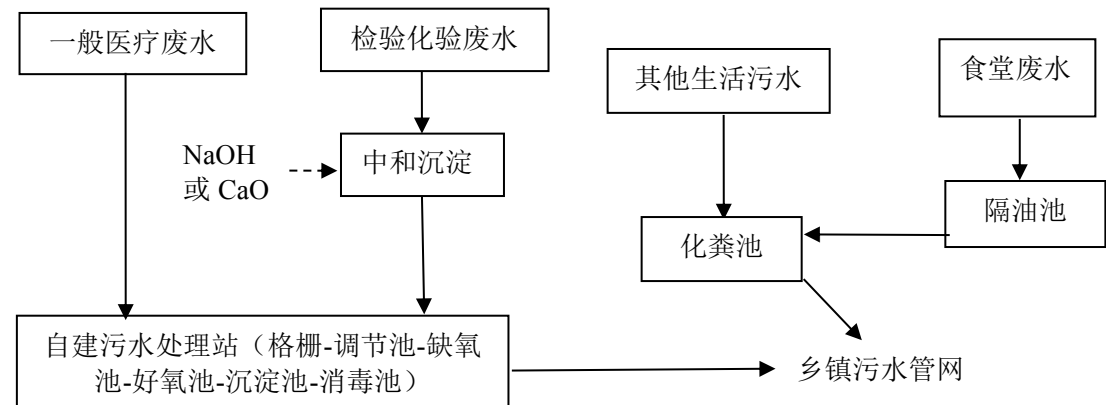 一般医疗废水
检验化验废水
其他生活污水
食堂废水
NaOH
或 CaO
中和沉淀
隔油池
化粪池
自建污水处理站（格栅-调节池-缺氧
池-好氧池-沉淀池-消毒池）
乡镇污水管网